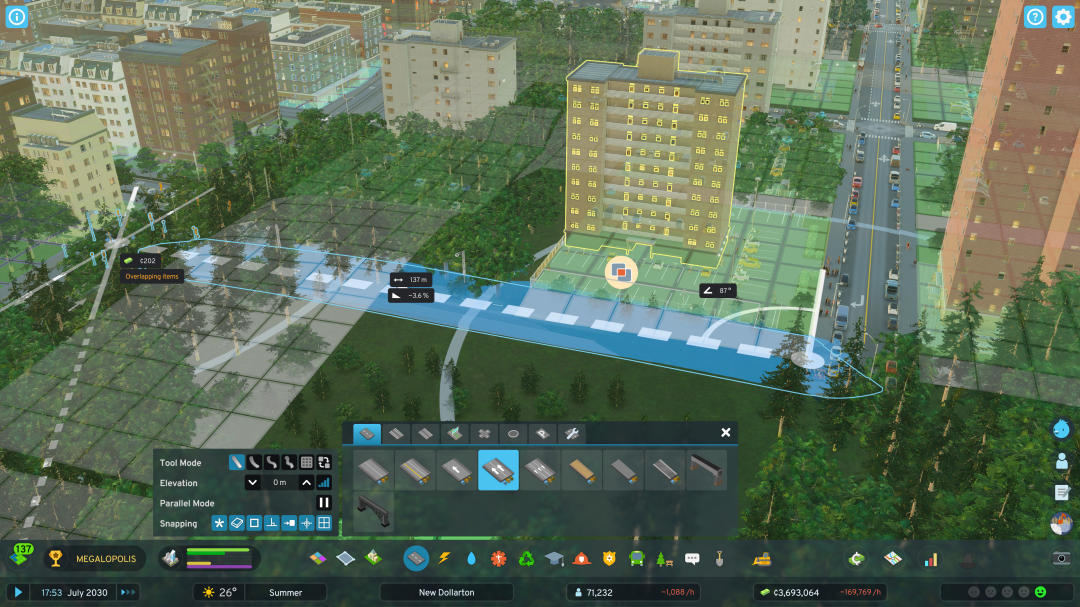 ¢202
Overlapping items
137 m
-3.6 %
87°
Tool Mode
Elevation
0 m
Parallel Mode
Snapping
137
MEGALOPOLIS
17:53 July 2030
26°
Summer
New Dollarton
71,232
-1,088 /h
¢3,693,064
-169,769 /h